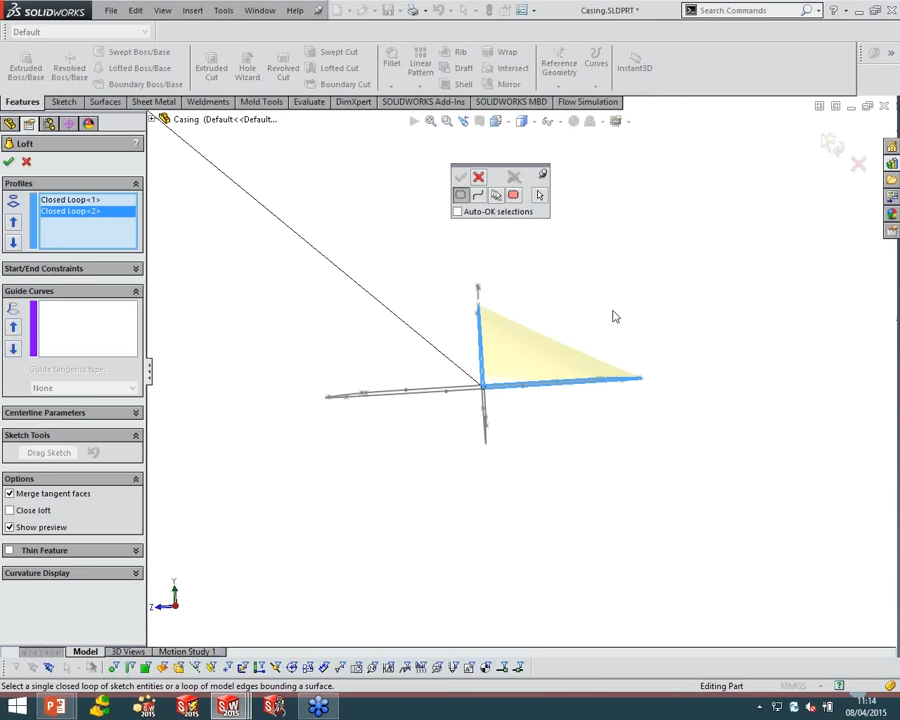 SOLIDWORKS
File
Edit
View
Insert
Tools
Window
Help
Casing.SLDPRT *
Search Commands
Default
Extruded Boss/Base
Revolved Boss/Base
Swept Boss/Base
Lofted Boss/Base
Boundary Boss/Base
Extruded Cut
Hole Wizard
Revolved Cut
Swept Cut
Lofted Cut
Boundary Cut
Fillet
Linear Pattern
Rib
Draft
Shell
Wrap
Intersect
Mirror
Reference Geometry
Curves
Instant3D
Features
Sketch
Surfaces
Sheet Metal
Weldments
Mold Tools
Evaluate
DimXpert
SOLIDWORKS Add-Ins
SOLIDWORKS MBD
Flow Simulation
Casing (Default<<Default...
Loft
?
Profiles
Closed Loop<1>
Closed Loop<2>
Start/End Constraints
Guide Curves
Guide tangency type:
None
Centerline Parameters
Sketch Tools
Drag Sketch
Options
Merge tangent faces
Close loft
Show preview
Thin Feature
Curvature Display
Auto-OK selections
Y
Z
Model
3D Views
Motion Study 1
Select a single closed loop of sketch entities or a loop of model edges bounding a surface.
Editing Part
MMGS
11:14
08/04/2015